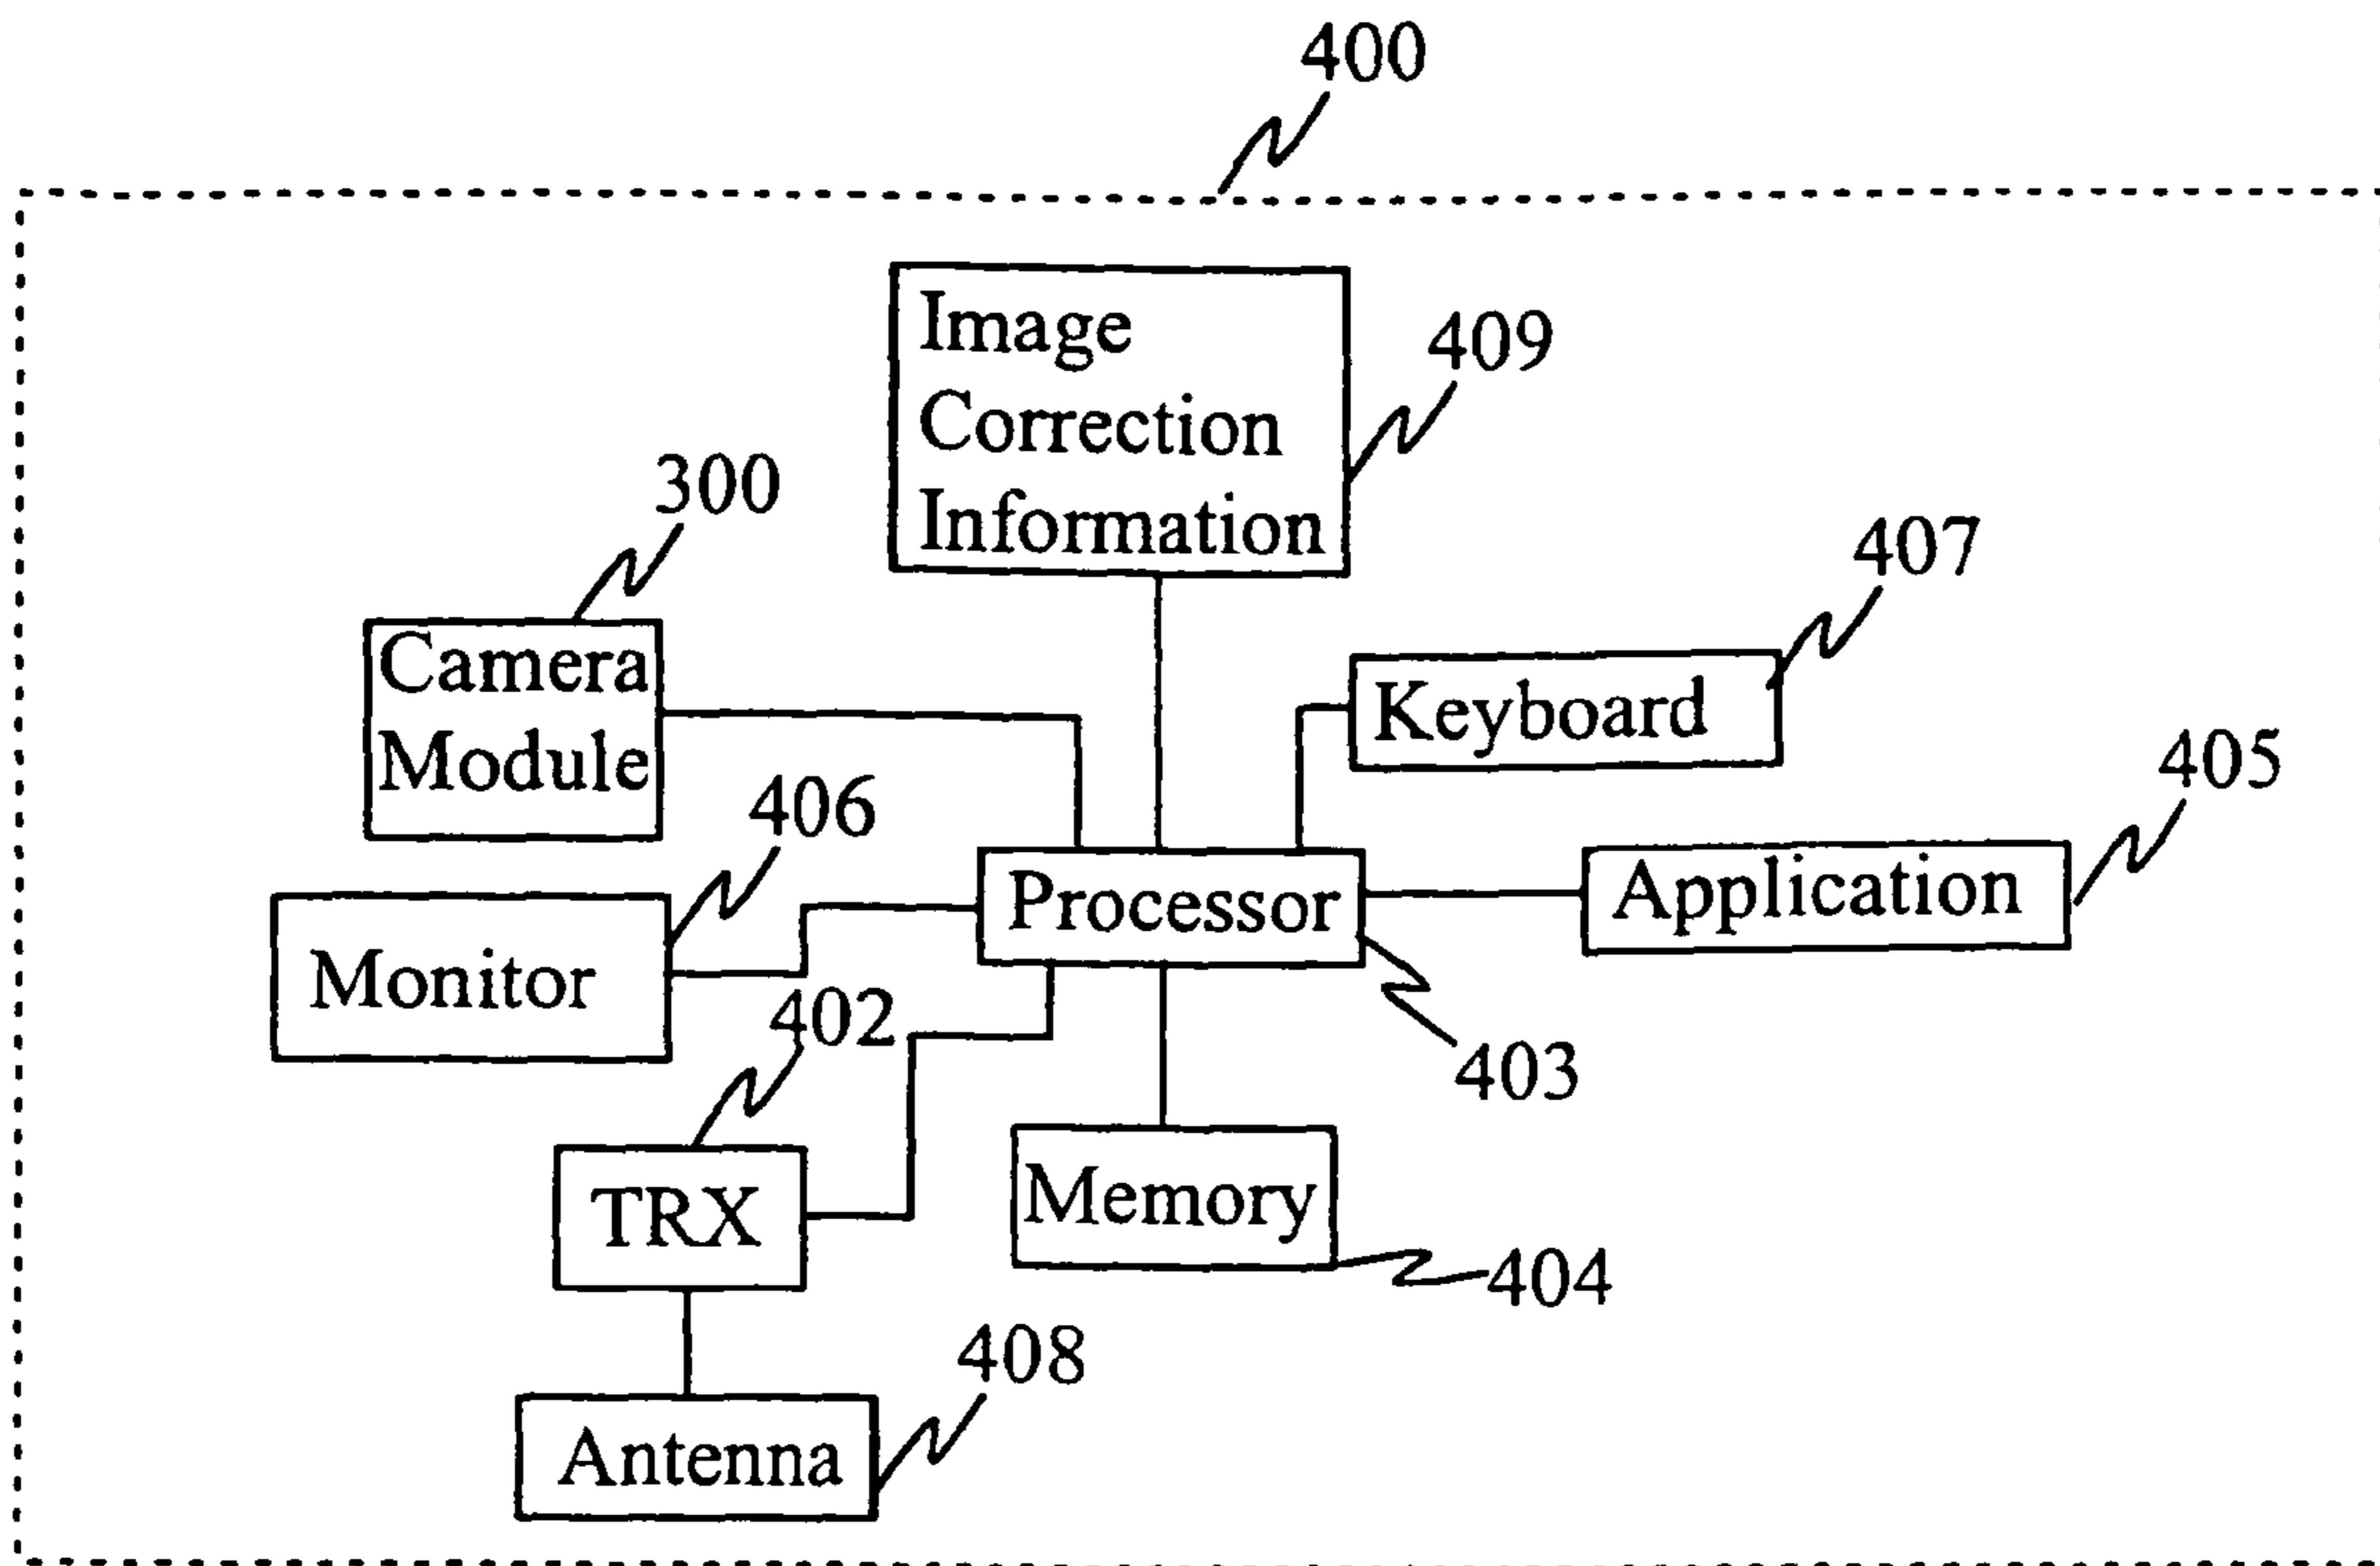 400
Image
Correction
Information
409
300
Camera
Module
407
Keyboard
406
405
Processor
Application
Monitor
402
403
TRX
Memory
404
408
Antenna